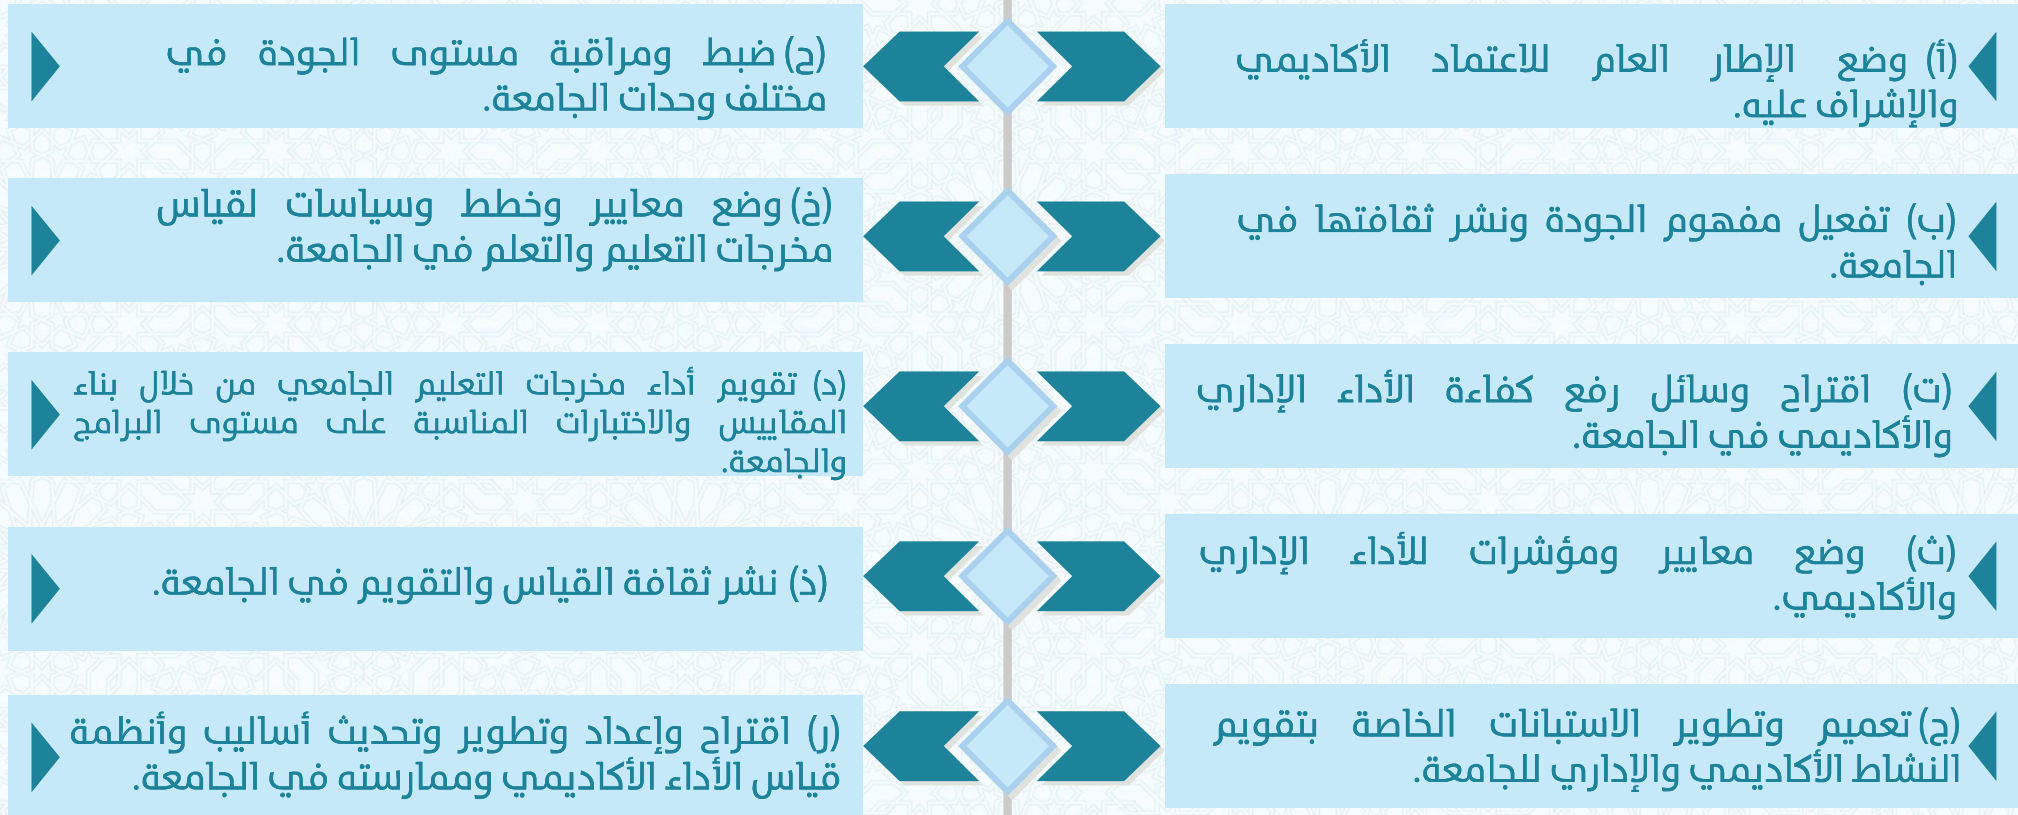 (أ) وضع الإطار العام للاعتماد الأكاديمي
والإشراف عليه.
(ب) تفعيل مفهوم الجودة ونشر ثقافتها في
الجامعة.
(ت) اقتراح وسائل رفع كفاءة الأداء الإداري
والأكاديمي في الجامعة.
(ث) وضع معايير ومؤشرات للأداء الإداري
والأكاديمي.
(ج) تعميم وتطوير الاستبانات الخاصة بتقويم
النشاط الأكاديمي والإداري للجامعة.
(ح) ضبط ومراقبة مستوى الجودة في
مختلف وحدات الجامعة.
(خ) وضع معايير وخطط وسياسات لقياس
مخرجات التعليم والتعلم في الجامعة.
(د) تقويم أداء مخرجات التعليم الجامعي من خلال بناء
المقاييس والاختبارات المناسبة على مستوى البرامج
والجامعة.
(ذ) نشر ثقافة القياس والتقويم في الجامعة.
(ر) اقتراح وإعداد وتطوير وتحديث أساليب وأنظمة
قياس الأداء الأكاديمي وممارسته في الجامعة.